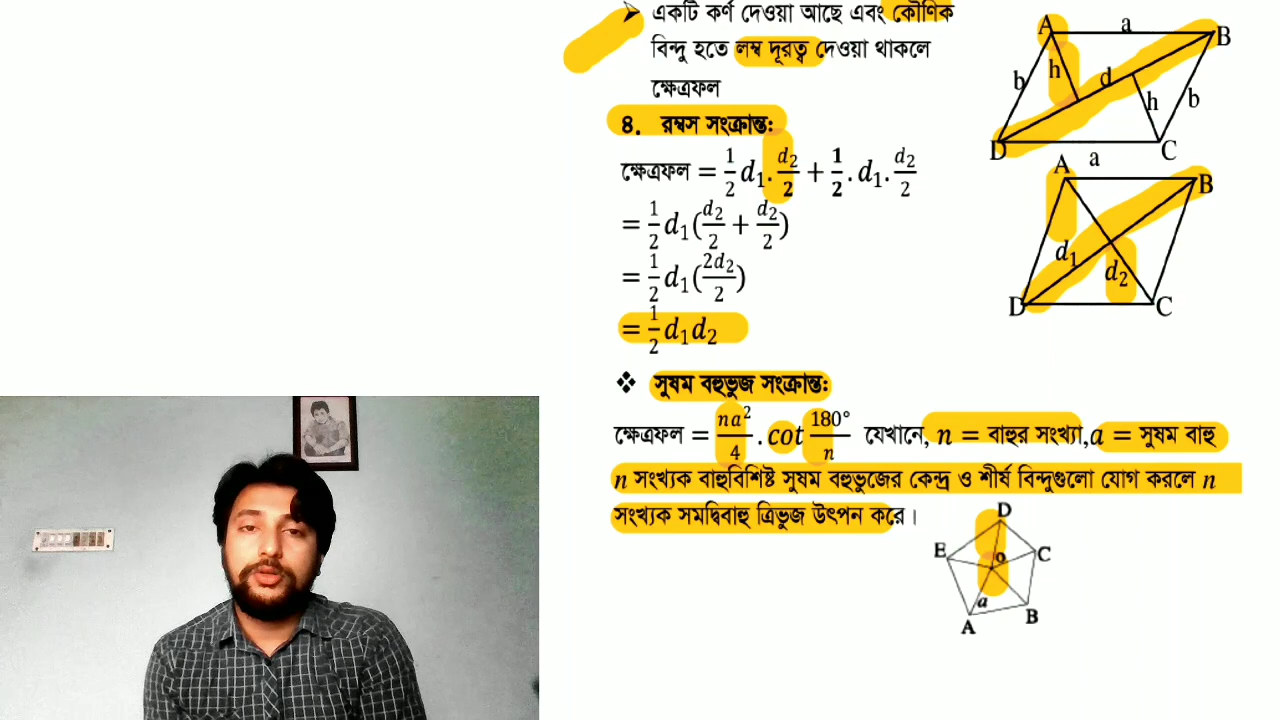 ➤ একটি কর্ণ দেওয়া আছে এবং কৌণিক
বিন্দু হতে লম্ব দূরত্ব দেওয়া থাকলে
ক্ষেত্রফল
A a B
b h d h b
D C
৪. রম্বস সংক্রান্ত:
ক্ষেত্রফল = 1/2 d₁. d₂/2 + 1/2 . d₁. d₂/2
= 1/2 d₁(d₂/2 + d₂/2)
= 1/2 d₁(2d₂/2)
= 1/2 d₁d₂
A a B
d₁ d₂
D C
❖ সুষম বহুভুজ সংক্রান্ত:
ক্ষেত্রফল = na²/4 . cot 180°/n যেখানে, n = বাহুর সংখ্যা,a = সুষম বাহু
n সংখ্যক বাহুবিশিষ্ট সুষম বহুভুজের কেন্দ্র ও শীর্ষ বিন্দুগুলো যোগ করলে n
সংখ্যক সমদ্বিবাহু ত্রিভুজ উৎপন করে।
D
E o C
a
A B